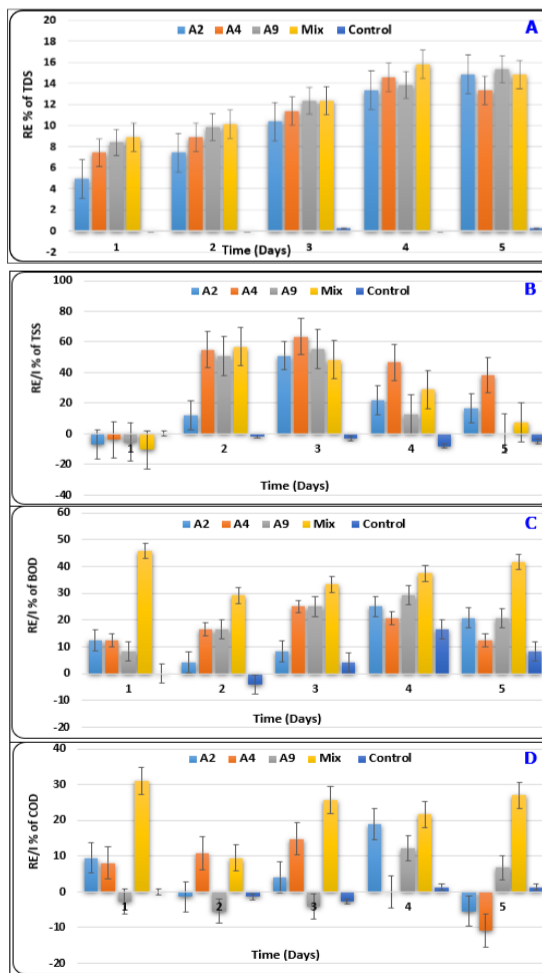 A
A2 A4 A9 Mix Control
RE % of TDS
20
18
16
14
12
10
8
6
4
2
0
-2
1 2 3 4 5
Time (Days)
B
A2 A4 A9 Mix Control
RE/I % of TSS
100
80
60
40
20
0
-20
-40
1 2 3 4 5
Time (Days)
C
A2 A4 A9 Mix Control
RE/I % of BOD
60
50
40
30
20
10
0
-10
-20
1 2 3 4 5
Time (Days)
D
A2 A4 A9 Mix Control
RE/I % of COD
40
30
20
10
0
-10
-20
1 2 3 4 5
Time (Days)